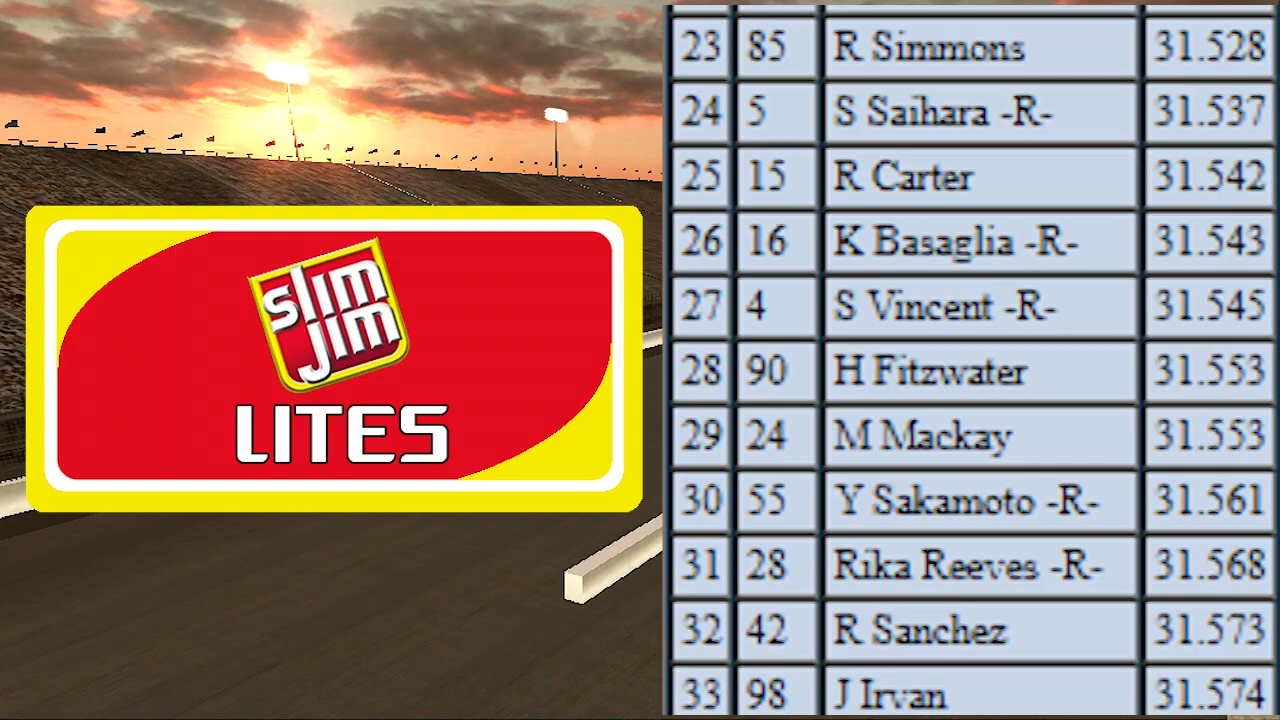 slim
jim
LITES
23 85 R Simmons 31.528
24 5 S Saihara -R- 31.537
25 15 R Carter 31.542
26 16 K Basaglia -R- 31.543
27 4 S Vincent -R- 31.545
28 90 H Fitzwater 31.553
29 24 M Mackay 31.553
30 55 Y Sakamoto -R- 31.561
31 28 Rika Reeves -R- 31.568
32 42 R Sanchez 31.573
33 98 J Irvan 31.574